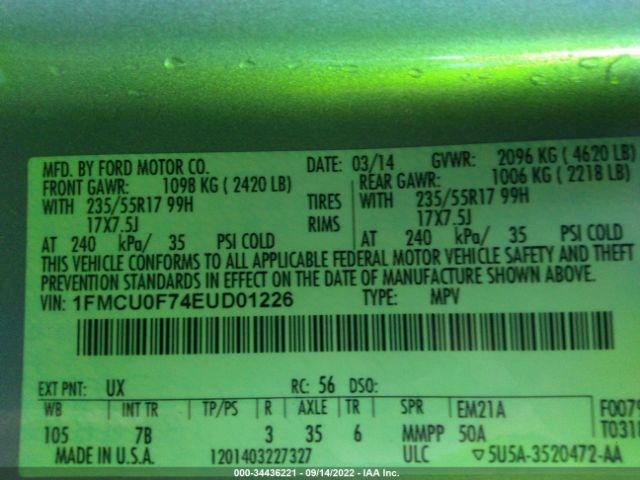 MFD. BY FORD MOTOR CO. DATE: 03/14 GVWR: 2096 KG ( 4620 LB)
FRONT GAWR: 1098 KG ( 2420 LB) REAR GAWR: 1006 KG ( 2218 LB)
WITH 235/55R17 99H TIRES WITH 235/55R17 99H
17X7.5J RIMS 17X7.5J
AT 240 kPa/ 35 PSI COLD AT 240 kPa/ 35 PSI COLD
THIS VEHICLE CONFORMS TO ALL APPLICABLE FEDERAL MOTOR VEHICLE SAFETY AND THEFT
PREVENTION STANDARDS IN EFFECT ON THE DATE OF MANUFACTURE SHOWN ABOVE.
VIN: 1FMCU0F74EUD01226 TYPE: MPV
EXT PNT: UX RC: 56 DSO:
WB INT TR TP/PS R AXLE TR SPR EM21A F0079
105 7B 3 35 6 MMPP 50A T0318
MADE IN U.S.A. 1201403227327 ULC ▽5U5A-3520472-AA
000-34436221 - 09/14/2022 - IAA Inc.